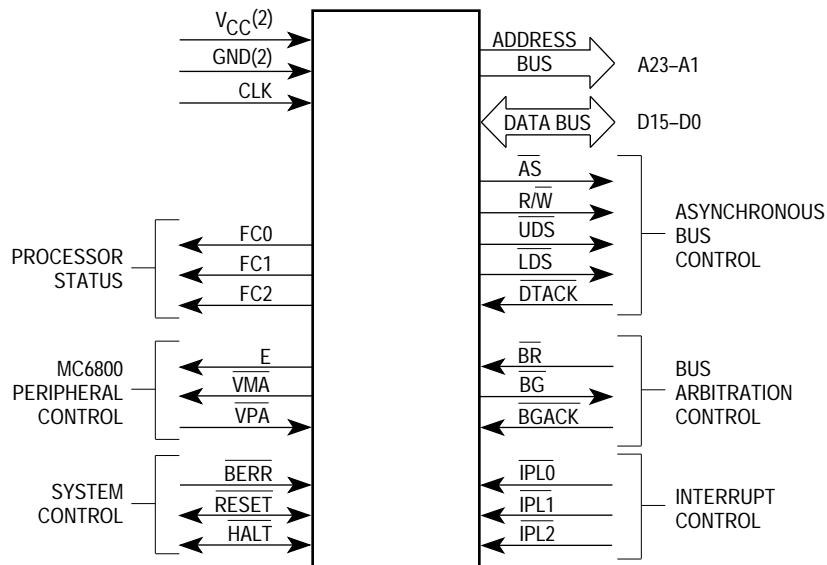 VCC(2)
GND(2)
CLK
ADDRESS
BUS
A23–A1
DATA BUS
D15–D0
PROCESSOR
STATUS
FC0
FC1
FC2
AS
R/W
UDS
LDS
DTACK
ASYNCHRONOUS
BUS
CONTROL
MC6800
PERIPHERAL
CONTROL
E
VMA
VPA
BR
BG
BGACK
BUS
ARBITRATION
CONTROL
SYSTEM
CONTROL
BERR
RESET
HALT
IPL0
IPL1
IPL2
INTERRUPT
CONTROL